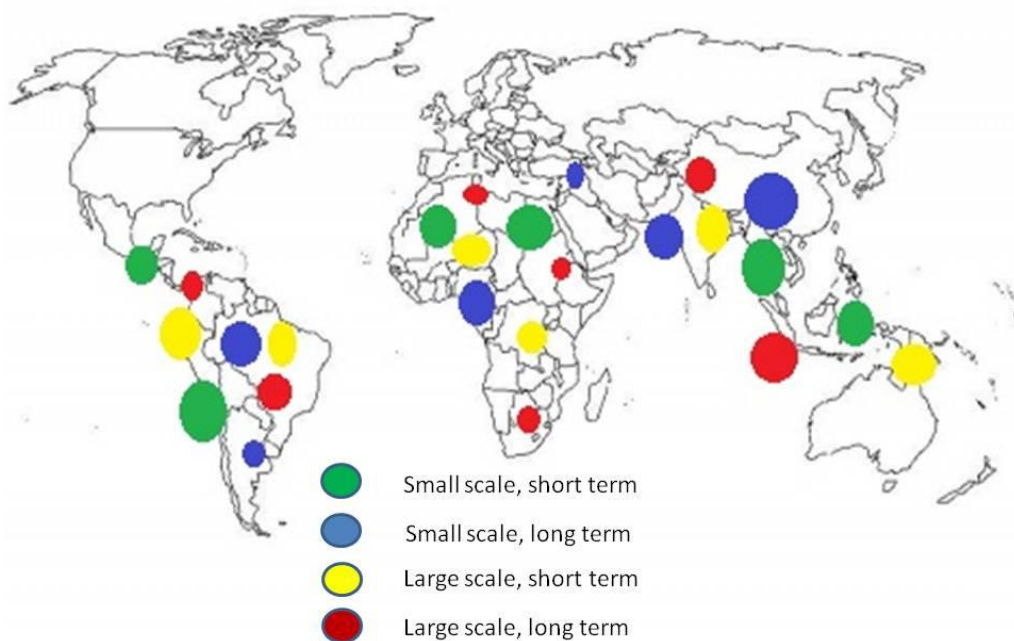 Small scale, short term
Small scale, long term
Large scale, short term
Large scale, long term